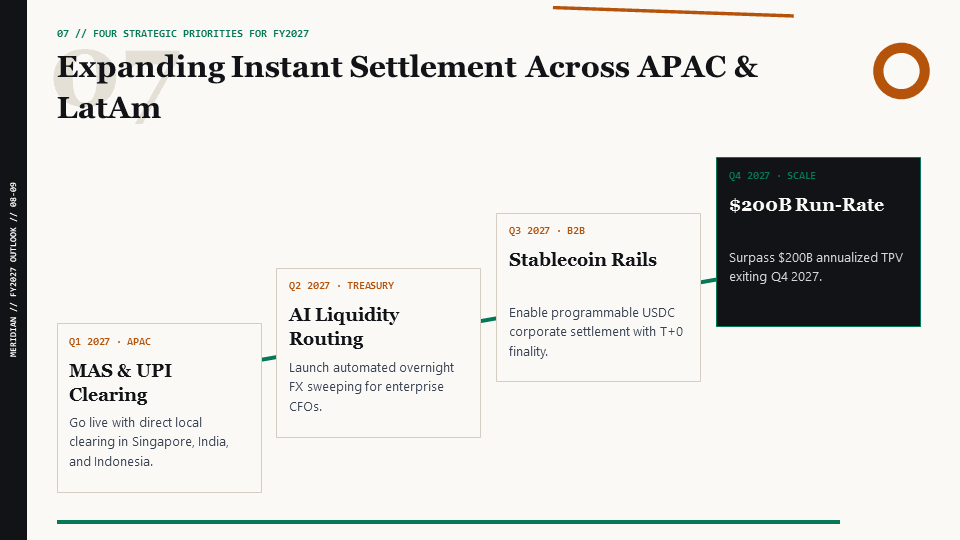 MERIDIAN // FY2027 OUTLOOK // 08-09
07 // FOUR STRATEGIC PRIORITIES FOR FY2027
07
Expanding Instant Settlement Across APAC &
LatAm
Q1 2027 · APAC
MAS & UPI
Clearing
Go live with direct local
clearing in Singapore, India,
and Indonesia.
Q2 2027 · TREASURY
AI Liquidity
Routing
Launch automated overnight
FX sweeping for enterprise
CFOs.
Q3 2027 · B2B
Stablecoin Rails
Enable programmable USDC
corporate settlement with T+0
finality.
Q4 2027 · SCALE
$200B Run-Rate
Surpass $200B annualized TPV
exiting Q4 2027.